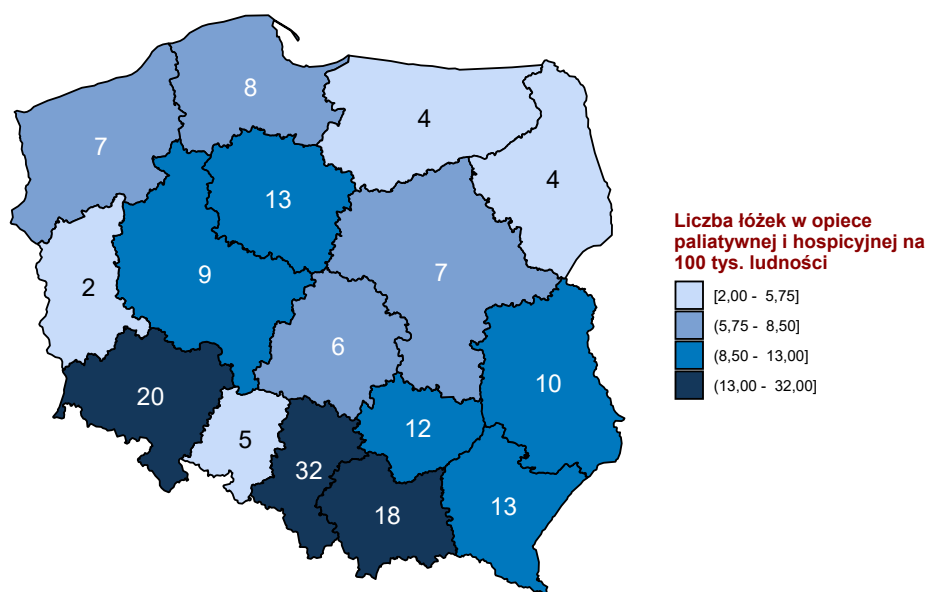 8
4
7
4
13
Liczba łóżek w opiece
paliatywnej i hospicyjnej na
100 tys. ludności
9
7
2
[2,00 - 5,75]
(5,75 - 8,50]
(8,50 - 13,00]
(13,00 - 32,00]
6
10
20
12
5
32
13
18